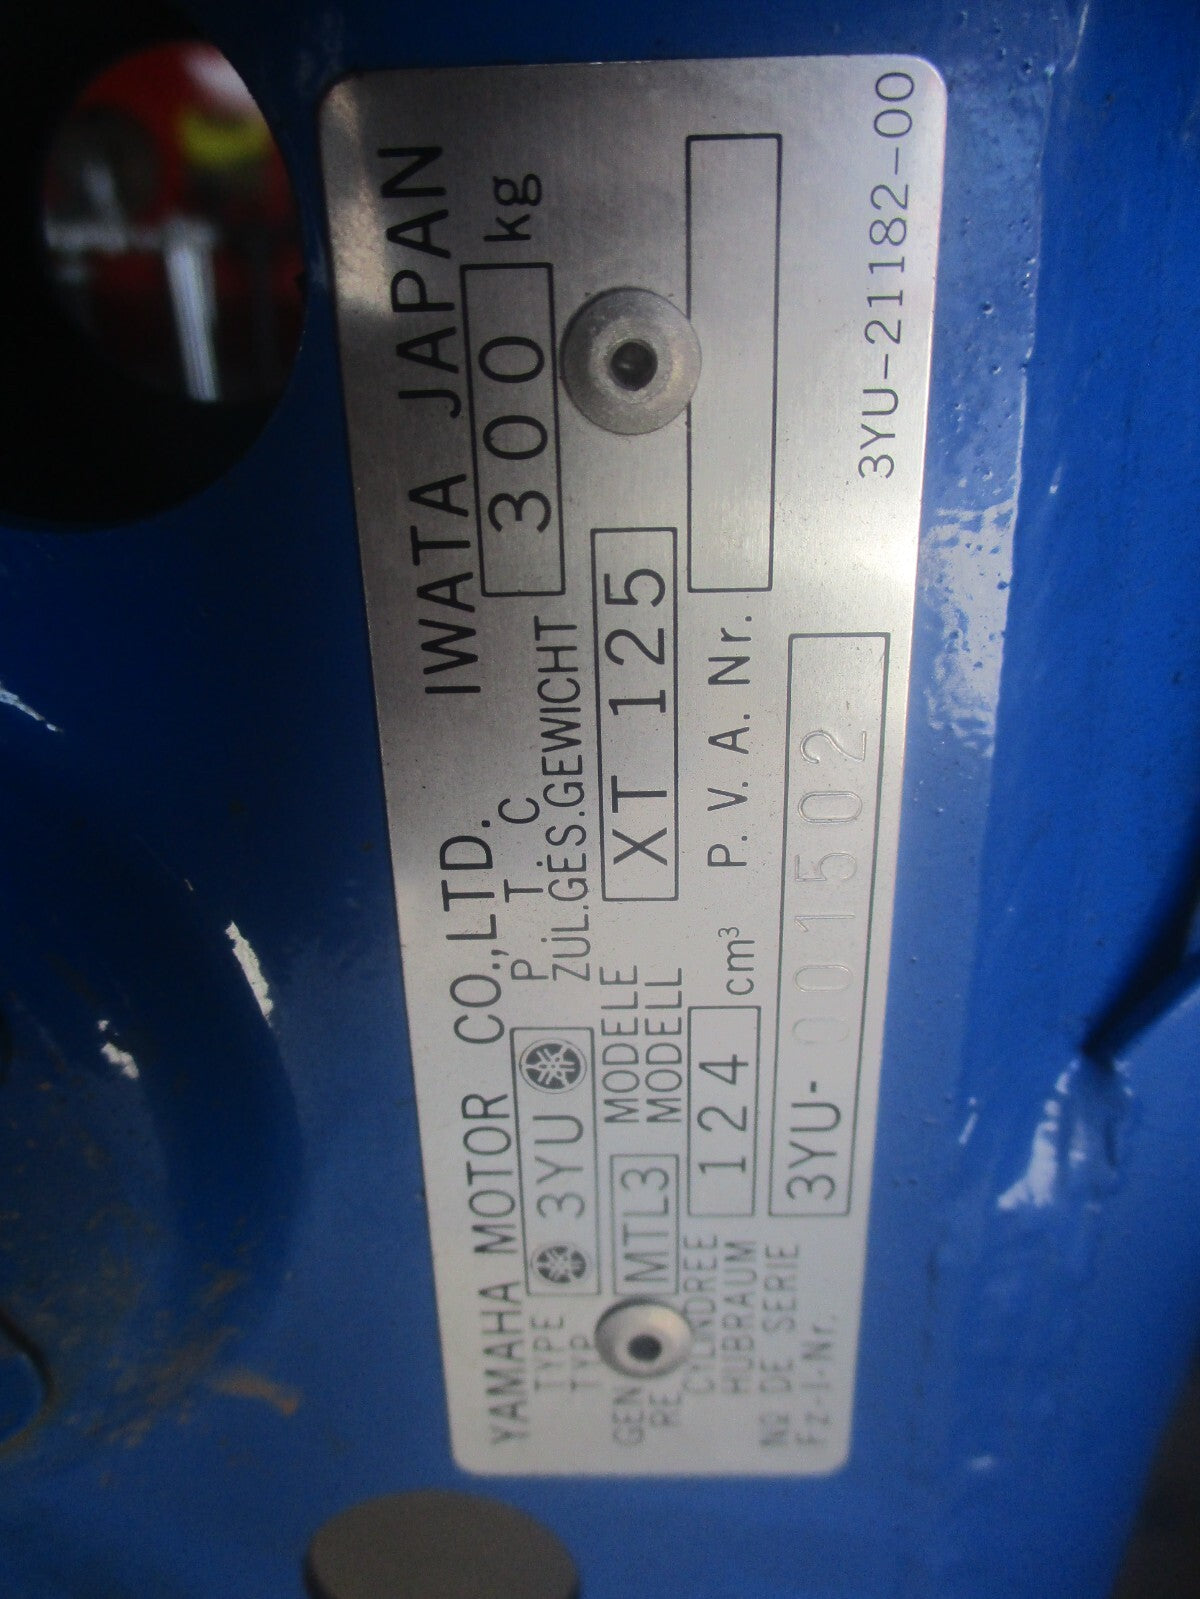 YAMAHA MOTOR CO.,LTD. IWATA JAPAN
TYPE
TYP
3YU
P T C
ZUL.GES.GEWICHT
300
kg
GENRE
MTL3
MODELE
MODELL
XT 125
CYLINDREE
HUBRAUM
124
cm³
P. V. A. Nr.
Nº DE SERIE
Fz-I-Nr.
3YU-001502
3YU-21182-00